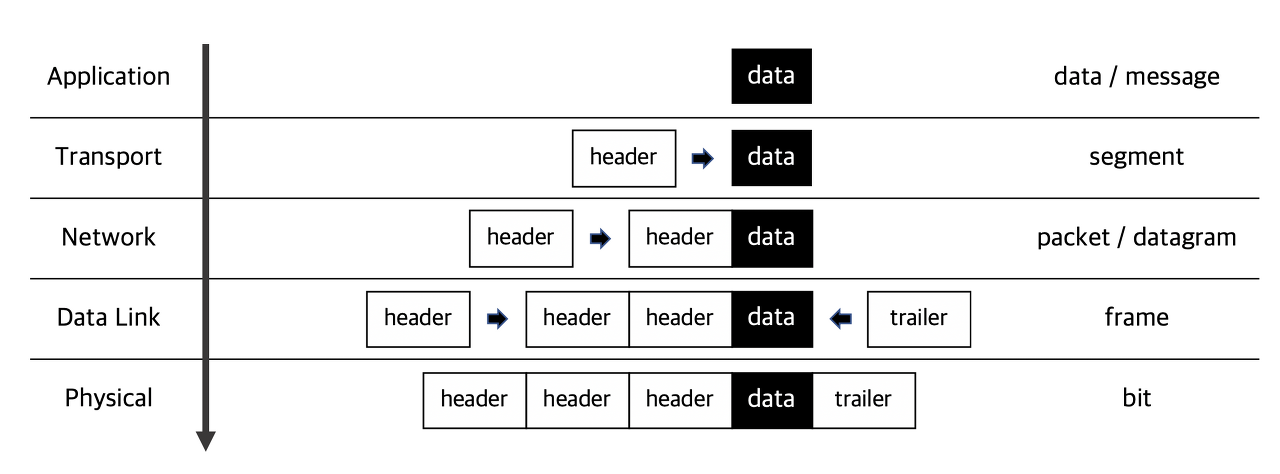 Application data data / message
Transport header data segment
Network header header data packet / datagram
Data Link header header header data trailer frame
Physical header header header data trailer bit